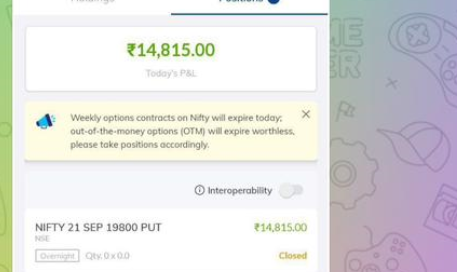 Holdings
Positions
₹14,815.00
Today's P&L
Weekly options contracts on Nifty will expire today;
out-of-the-money options (OTM) will expire worthless,
please take positions accordingly.
Interoperability
NIFTY 21 SEP 19800 PUT
₹14,815.00
NSE
Overnight Qty: 0 x 0.0
Closed